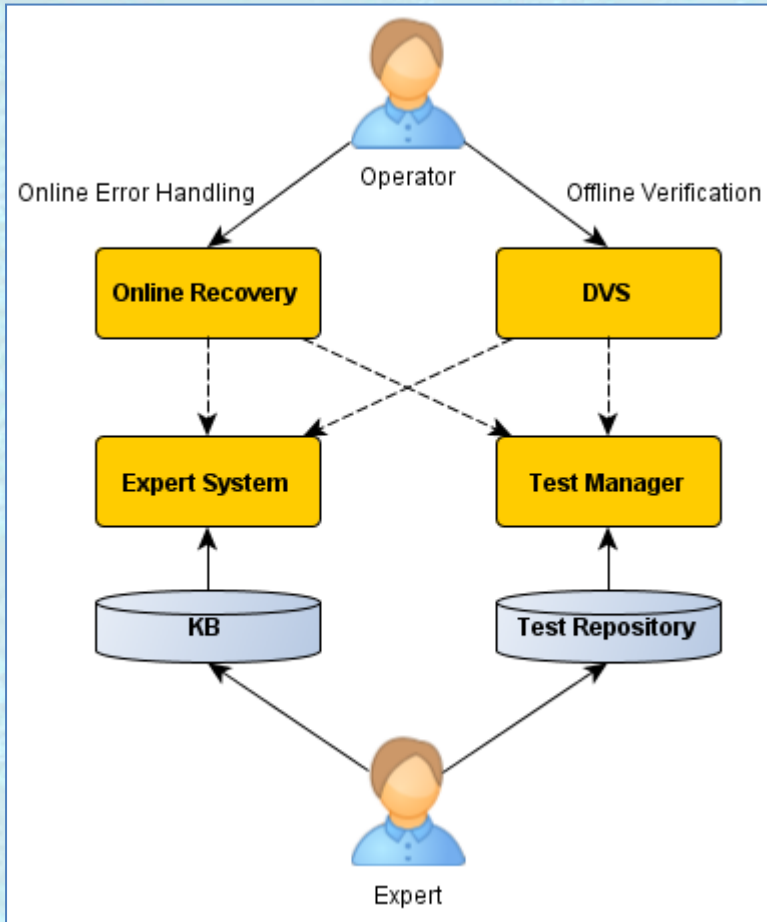 Operator
Online Error Handling
Offline Verification
Online Recovery
DVS
Expert System
Test Manager
KB
Test Repository
Expert